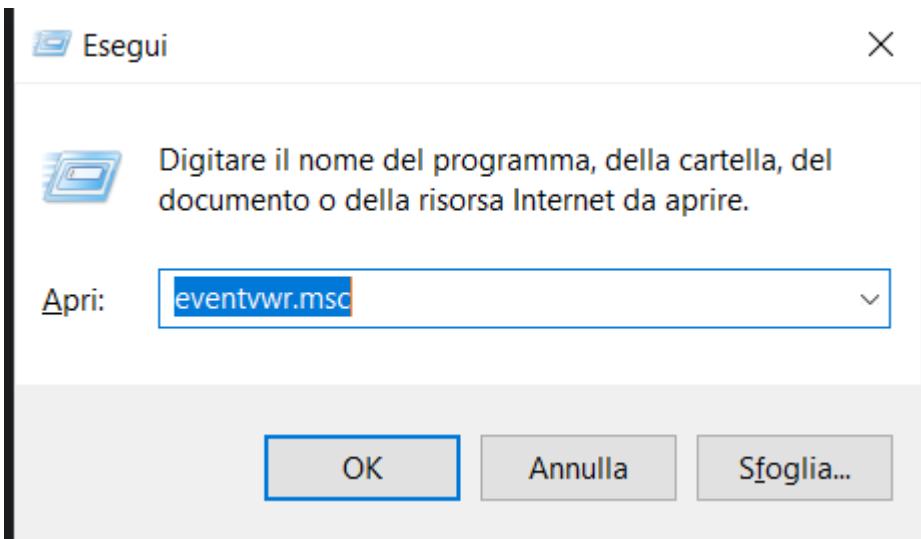 Esegui
Digitare il nome del programma, della cartella, del
documento o della risorsa Internet da aprire.
Apri: eventvwr.msc
OK Annulla Sfoglia...